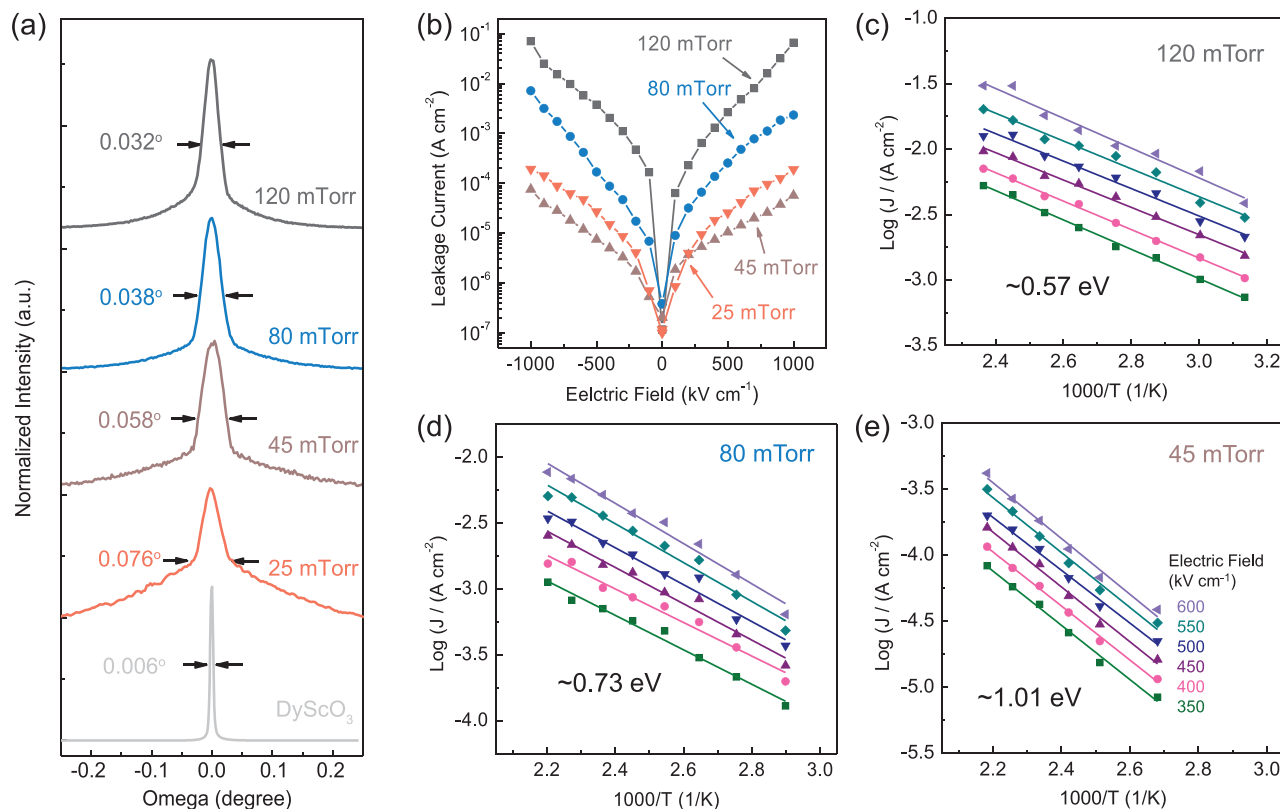 (a)
Normalized Intensity (a.u.)
0.032°
120 mTorr
0.038°
80 mTorr
0.058°
45 mTorr
0.076°
25 mTorr
0.006°
DyScO₃
-0.2 -0.1 0.0 0.1 0.2
Omega (degree)
(b)
Leakage Current (A cm⁻²)
10⁻¹
10⁻²
10⁻³
10⁻⁴
10⁻⁵
10⁻⁶
10⁻⁷
120 mTorr
80 mTorr
45 mTorr
25 mTorr
-1000 -500 0 500 1000
Eelctric Field (kV cm⁻¹)
(c)
Log (J / (A cm⁻²)
-1.0
-1.5
-2.0
-2.5
-3.0
-3.5
120 mTorr
~0.57 eV
2.4 2.6 2.8 3.0 3.2
1000/T (1/K)
(d)
Log (J / (A cm⁻²)
-2.0
-2.5
-3.0
-3.5
-4.0
80 mTorr
~0.73 eV
2.2 2.4 2.6 2.8 3.0
1000/T (1/K)
(e)
Log (J / (A cm⁻²)
-3.0
-3.5
-4.0
-4.5
-5.0
-5.5
45 mTorr
Electric Field
(kV cm⁻¹)
600
550
500
450
400
350
~1.01 eV
2.2 2.4 2.6 2.8 3.0
1000/T (1/K)